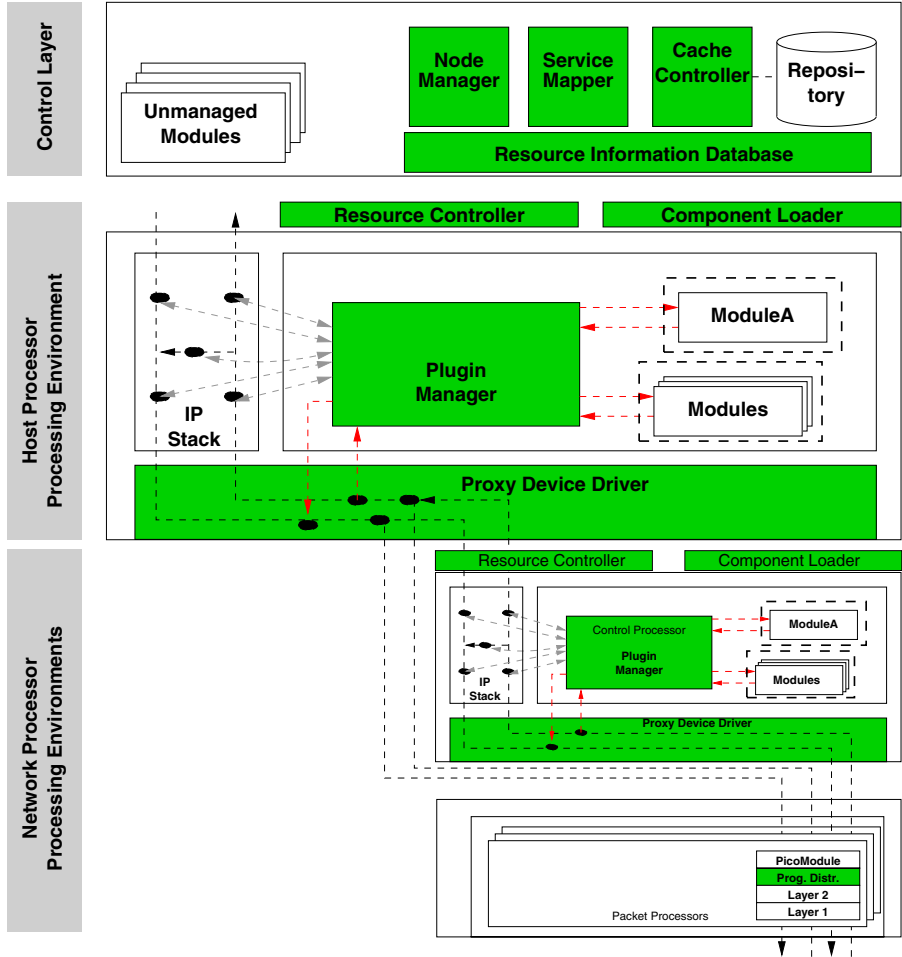 Control Layer
Unmanaged
Modules
Node
Manager
Service
Mapper
Cache
Controller
Reposi–
tory
Resource Information Database
Host Processor
Processing Environment
Resource Controller
Component Loader
IP
Stack
Plugin
Manager
ModuleA
Modules
Proxy Device Driver
Network Processor
Processing Environments
Resource Controller
Component Loader
IP
Stack
Control Processor
Plugin
Manager
ModuleA
Modules
Proxy Device Driver
PicoModule
Prog. Distr.
Layer 2
Layer 1
Packet Processors